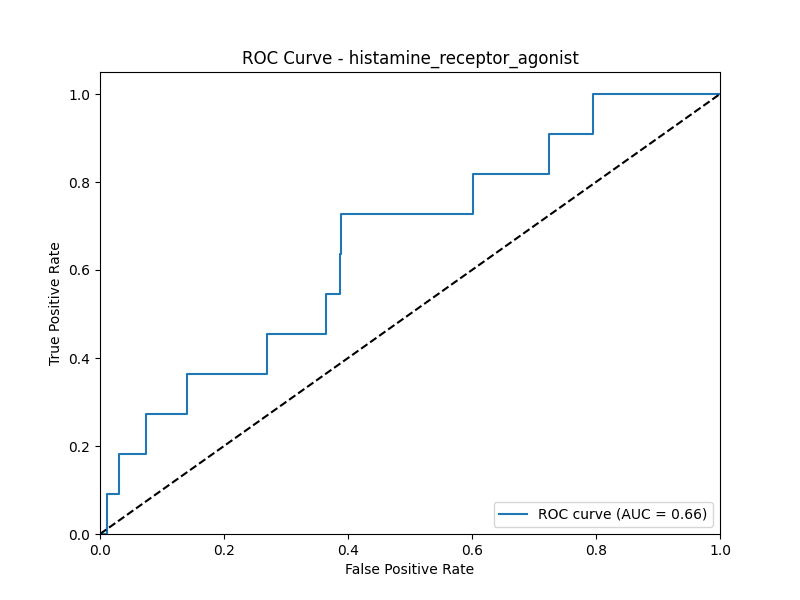 ROC Curve - histamine_receptor_agonist
1.0
0.8
0.6
0.4
0.2
0.0
True Positive Rate
ROC curve (AUC = 0.66)
0.0 0.2 0.4 0.6 0.8 1.0
False Positive Rate